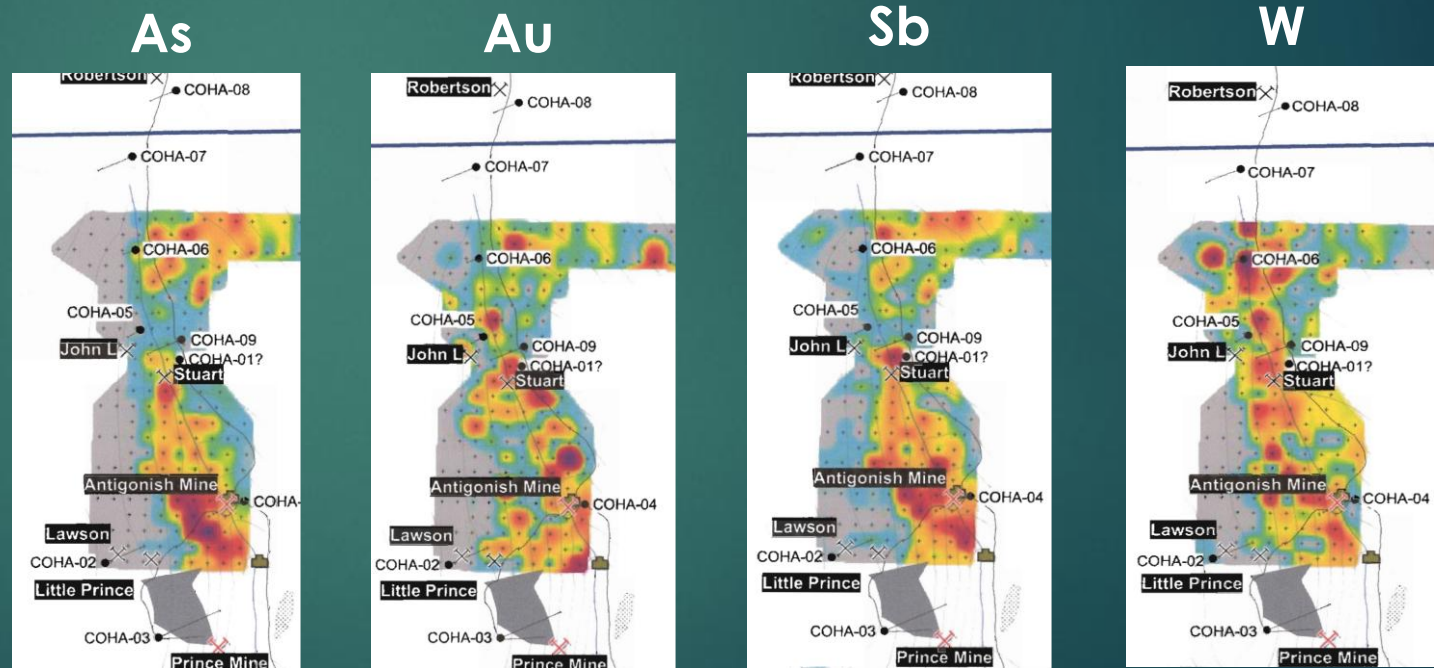 As
Robertson
COHA-08
COHA-07
COHA-06
COHA-05
COHA-09
John L
COHA-01?
Stuart
Antigonish Mine
COHA-
Lawson
COHA-02
Little Prince
COHA-03
Prince Mine
Au
Robertson
COHA-08
COHA-07
COHA-06
COHA-05
COHA-09
John L
COHA-01?
Stuart
Antigonish Mine
COHA-04
Lawson
COHA-02
Little Prince
COHA-03
Prince Mine
Sb
Robertson
COHA-08
COHA-07
COHA-06
COHA-05
COHA-09
John L
COHA-01?
Stuart
Antigonish Mine
COHA-04
Lawson
COHA-02
Little Prince
COHA-03
Prince Mine
W
Robertson
COHA-08
COHA-07
COHA-06
COHA-05
COHA-09
John L
COHA-01?
Stuart
Antigonish Mine
COHA-04
Lawson
COHA-02
Little Prince
COHA-03
Prince Mine